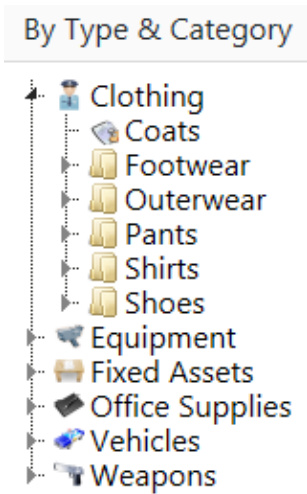 By Type & Category
Clothing
Coats
Footwear
Outerwear
Pants
Shirts
Shoes
Equipment
Fixed Assets
Office Supplies
Vehicles
Weapons